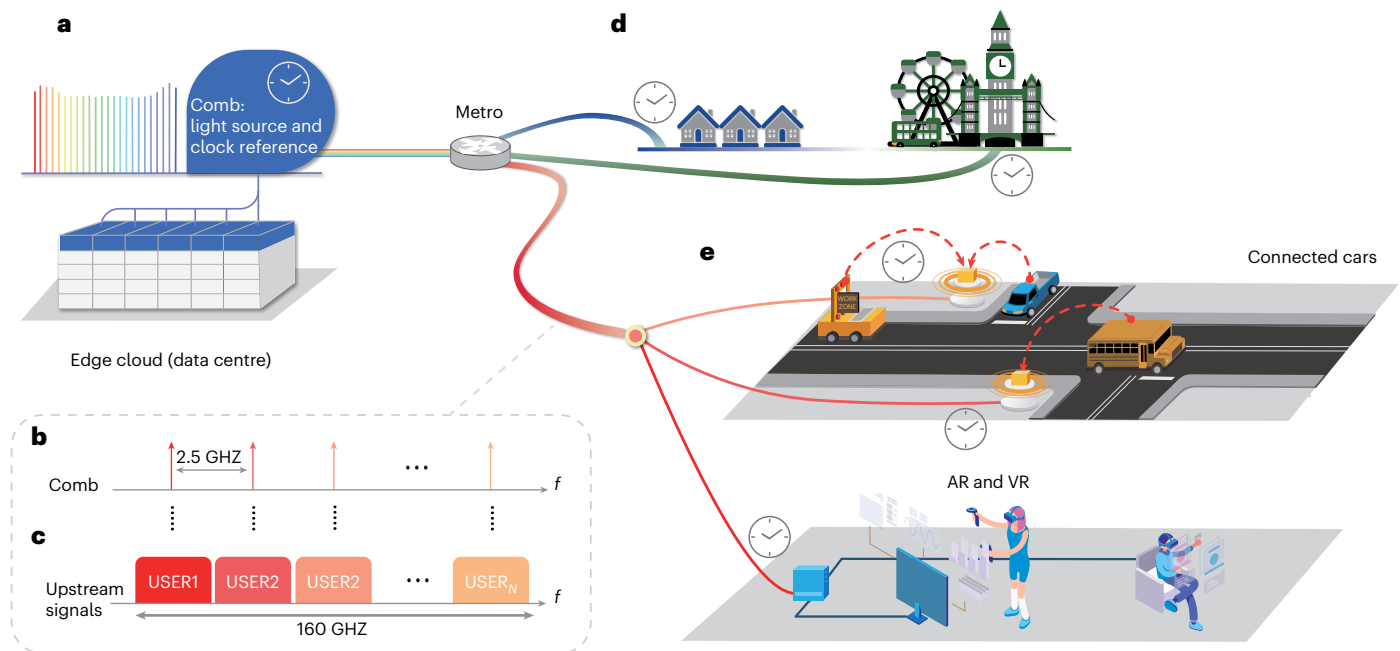 a
Comb:
light source and
clock reference
Edge cloud (data centre)
Metro
d
e
Connected cars
WORK
ZONE
AR and VR
b
2.5 GHZ
Comb
...
f
c
Upstream
signals
USER1 USER2 USER2 ... USERN
f
160 GHZ